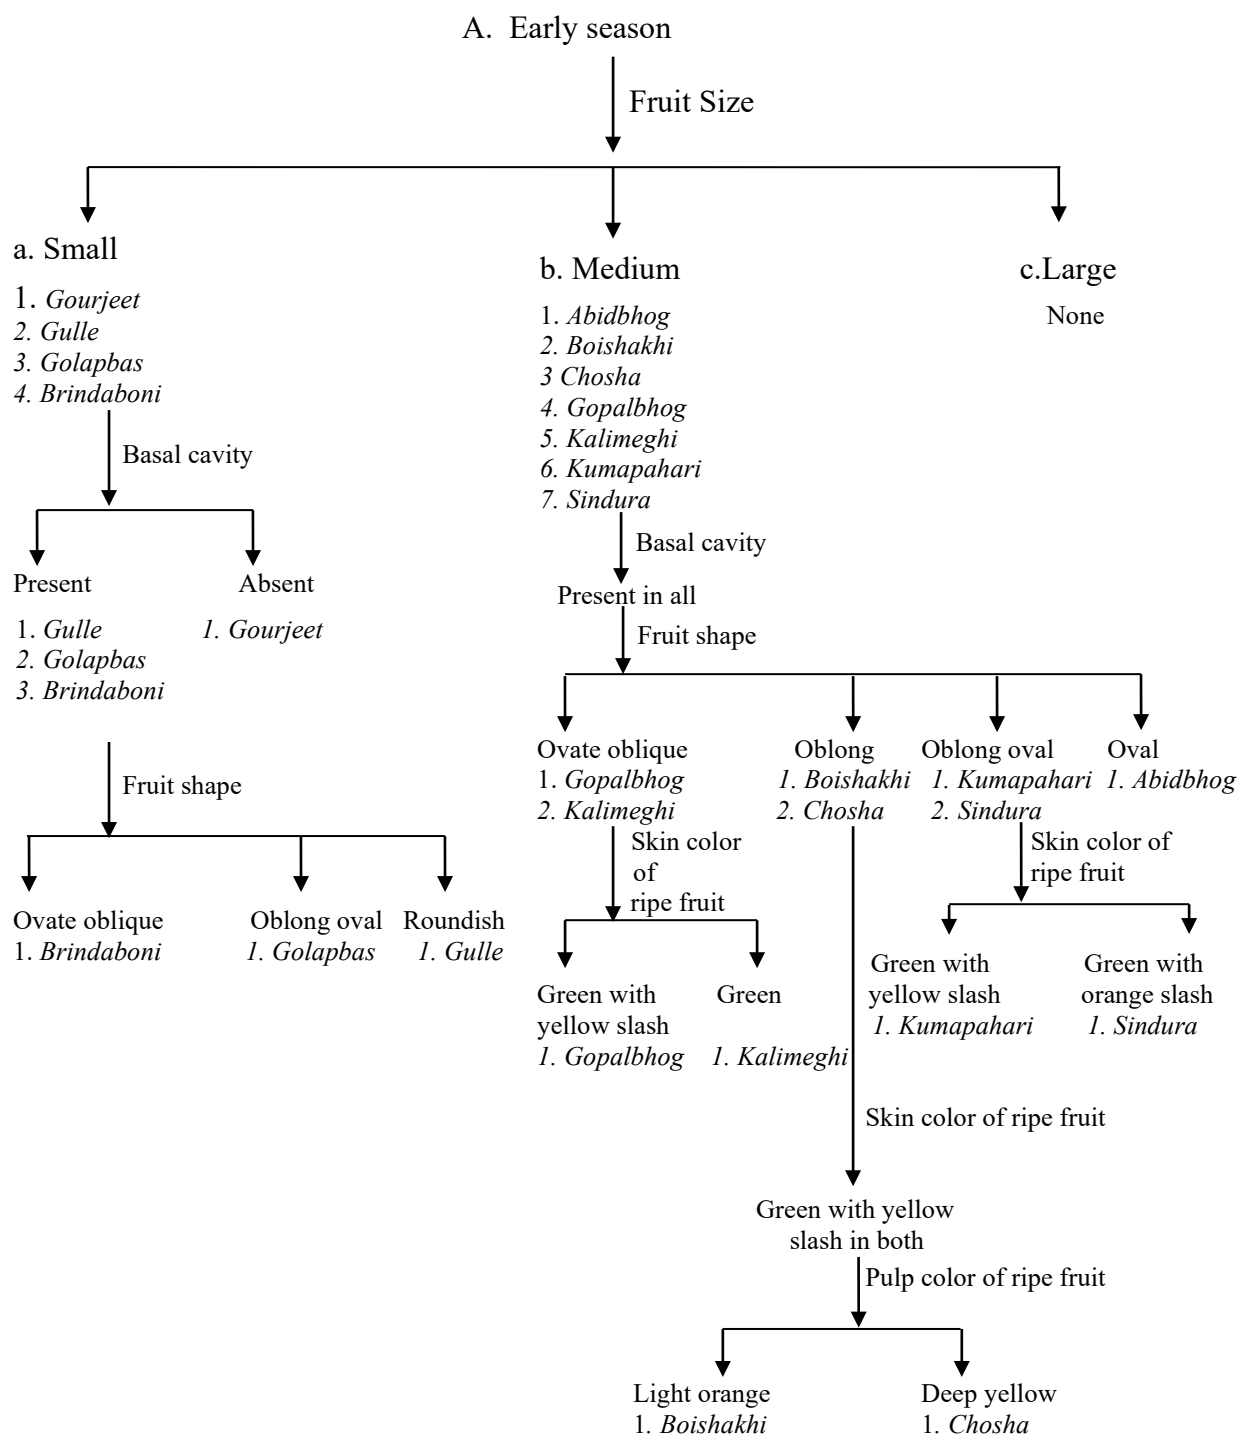 A. Early season
Fruit Size
a. Small
1. Gourjeet
2. Gulle
3. Golapbas
4. Brindaboni
Basal cavity
Present
1. Gulle
2. Golapbas
3. Brindaboni
Absent
1. Gourjeet
Fruit shape
Ovate oblique
1. Brindaboni
Oblong oval
1. Golapbas
Roundish
1. Gulle
b. Medium
1. Abidbhog
2. Boishakhi
3 Chosha
4. Gopalbhog
5. Kalimeghi
6. Kumapahari
7. Sindura
Basal cavity
Present in all
Fruit shape
Ovate oblique
1. Gopalbhog
2. Kalimeghi
Skin color
of
ripe fruit
Green with
yellow slash
1. Gopalbhog
Green
1. Kalimeghi
Oblong
1. Boishakhi
2. Chosha
Skin color of ripe fruit
Green with yellow
slash in both
Pulp color of ripe fruit
Light orange
1. Boishakhi
Deep yellow
1. Chosha
Oblong oval
1. Kumapahari
2. Sindura
Skin color of
ripe fruit
Green with
yellow slash
1. Kumapahari
Green with
orange slash
1. Sindura
Oval
1. Abidbhog
c.Large
None